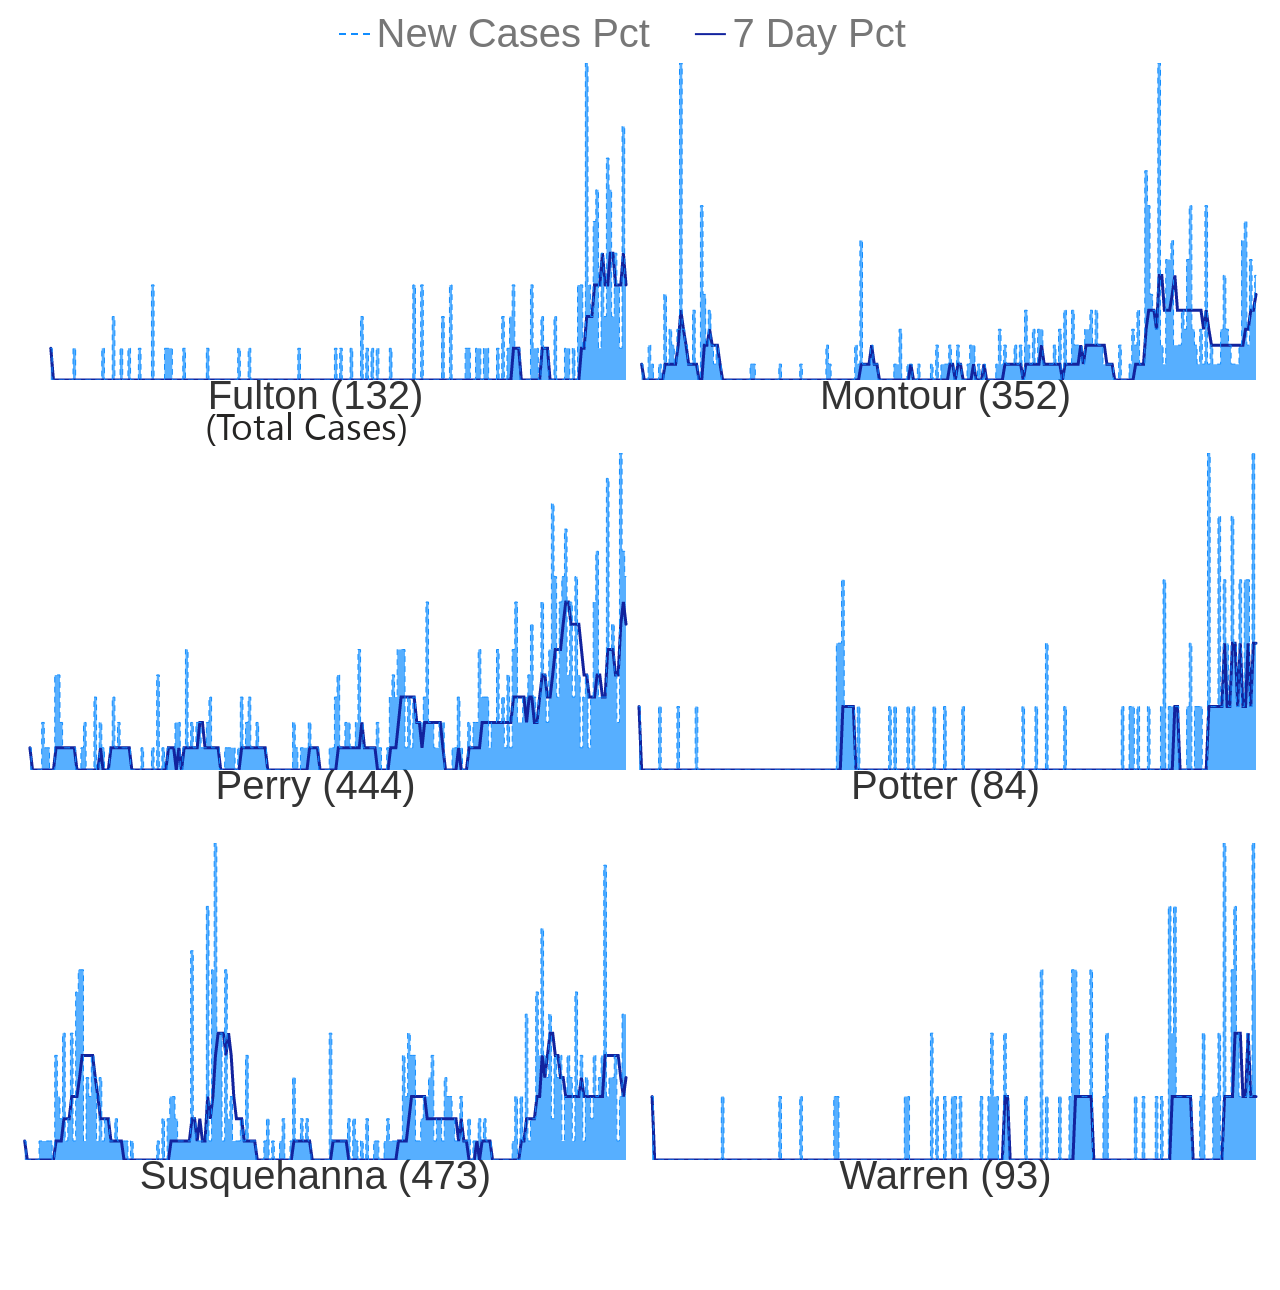 New Cases Pct 7 Day Pct
Fulton (132) Montour (352)
(Total Cases)
Perry (444) Potter (84)
Susquehanna (473) Warren (93)